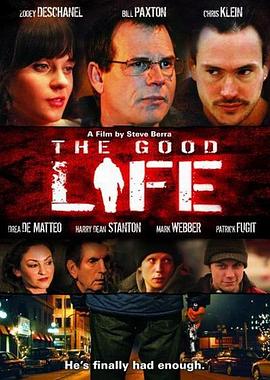 ZOOEY DESCHANEL BILL PAXTON CHRIS KLEIN
A Film by Steve Berra
THE GOOD
LIFE
DREA DE MATTEO HARRY DEAN STANTON MARK WEBBER PATRICK FUGIT
He's finally had enough.